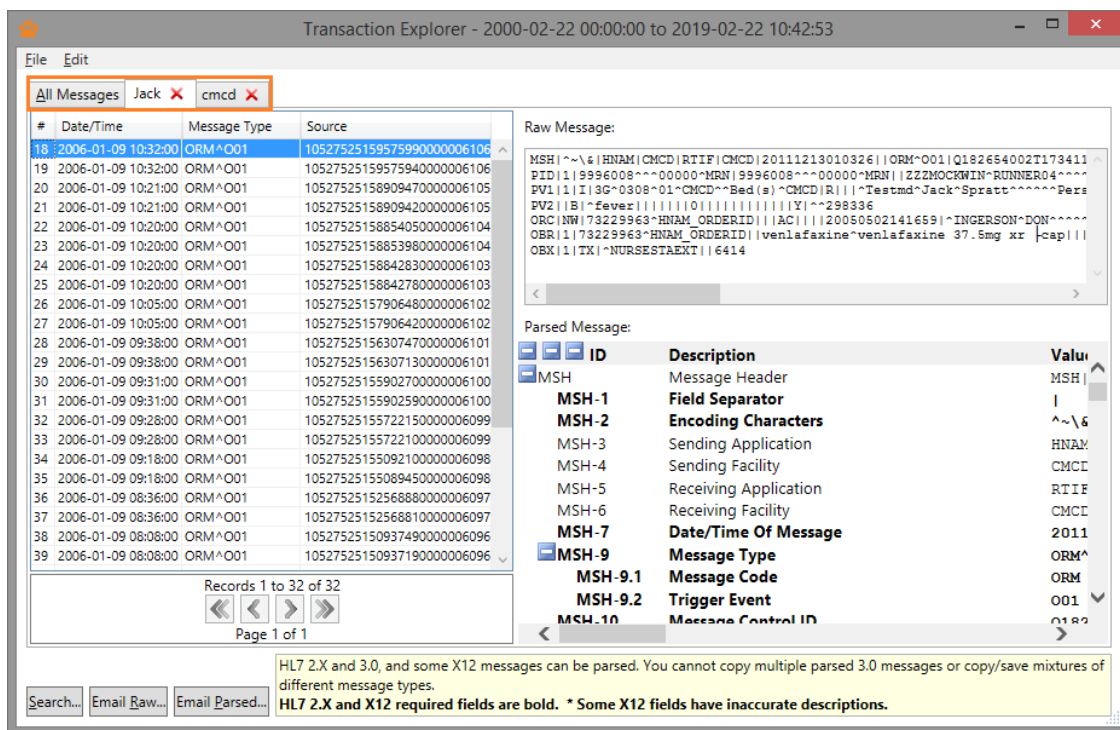 Transaction Explorer - 2000-02-22 00:00:00 to 2019-02-22 10:42:53
File Edit
All Messages Jack cmcd
# Date/Time Message Type Source
18 2006-01-09 10:32:00 ORM^O01 10527525159575990000006106
19 2006-01-09 10:32:00 ORM^O01 10527525159575940000006106
20 2006-01-09 10:21:00 ORM^O01 10527525158909470000006105
21 2006-01-09 10:21:00 ORM^O01 10527525158909420000006105
22 2006-01-09 10:20:00 ORM^O01 10527525158854050000006104
23 2006-01-09 10:20:00 ORM^O01 10527525158853980000006104
24 2006-01-09 10:20:00 ORM^O01 10527525158842830000006103
25 2006-01-09 10:20:00 ORM^O01 10527525158842780000006103
26 2006-01-09 10:05:00 ORM^O01 10527525157906480000006102
27 2006-01-09 10:05:00 ORM^O01 10527525157906420000006102
28 2006-01-09 09:38:00 ORM^O01 10527525156307470000006101
29 2006-01-09 09:38:00 ORM^O01 10527525156307130000006101
30 2006-01-09 09:31:00 ORM^O01 10527525155902700000006100
31 2006-01-09 09:31:00 ORM^O01 10527525155902590000006100
32 2006-01-09 09:28:00 ORM^O01 10527525155722150000006099
33 2006-01-09 09:28:00 ORM^O01 10527525155722100000006099
34 2006-01-09 09:18:00 ORM^O01 10527525155092100000006098
35 2006-01-09 09:18:00 ORM^O01 10527525155089450000006098
36 2006-01-09 08:36:00 ORM^O01 10527525152568880000006097
37 2006-01-09 08:36:00 ORM^O01 10527525152568810000006097
38 2006-01-09 08:08:00 ORM^O01 10527525150937490000006096
39 2006-01-09 08:08:00 ORM^O01 10527525150937190000006096
Records 1 to 32 of 32
Page 1 of 1
Raw Message:
MSH|^~\&|HNAM|CMCD|RTIF|CMCD|20111213010326||ORM^O01|Q182654002T173411
PID|1|9996008^^^00000^MRN|9996008^^^00000^MRN||ZZZMOCKWIN^RUNNER04^^^^
PV1|1|I|3G^0308^01^CMCD^^Bed(s)^CMCD|R|||^Testmd^Jack^Spratt^^^^^^Pers
PV2||B|^fever|||||||0||||||||||||Y|^^298336
ORC|NW|73229963^HNAM_ORDERID|||AC||||20050502141659|^INGERSON^DON^^^^^
OBR|1|73229963^HNAM_ORDERID||venlafaxine^venlafaxine 37.5mg xr ├cap|||
OBX|1|TX|^NURSESTAEXT||6414
Parsed Message:
ID Description Value
MSH Message Header MSH|
MSH-1 Field Separator |
MSH-2 Encoding Characters ^~\&
MSH-3 Sending Application HNAM
MSH-4 Sending Facility CMCD
MSH-5 Receiving Application RTIF
MSH-6 Receiving Facility CMCD
MSH-7 Date/Time Of Message 2011
MSH-9 Message Type ORM^
MSH-9.1 Message Code ORM
MSH-9.2 Trigger Event O01
MSH-10 Message Control ID Q182
Search... Email Raw... Email Parsed...
HL7 2.X and 3.0, and some X12 messages can be parsed. You cannot copy multiple parsed 3.0 messages or copy/save mixtures of
different message types.
HL7 2.X and X12 required fields are bold. * Some X12 fields have inaccurate descriptions.